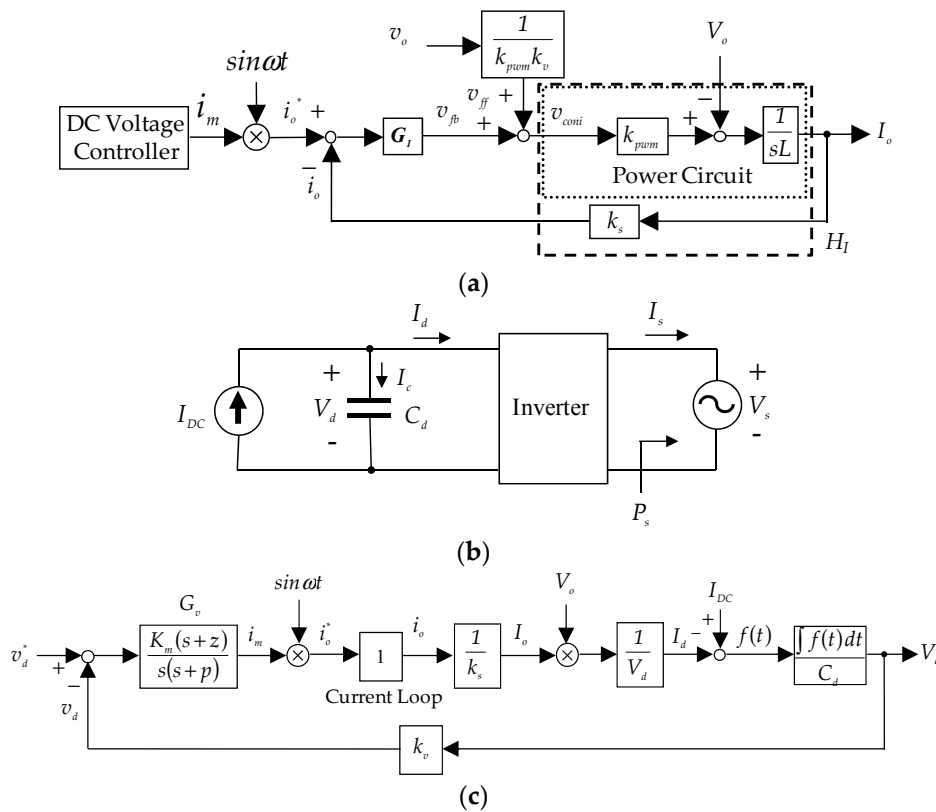 v_o
1
k_pwm k_v
V_o
sinωt
DC Voltage
Controller
i_m
i_o^* +
G_1
v_fb
+
v_ff
+
v_coni
k_pwm
+
−
1
sL
I_o
Power Circuit
−
i_o
k_s
H_I
(a)
I_d
I_s
I_DC
+
V_d
-
I_c
C_d
Inverter
+
V_s
-
P_s
(b)
sinωt
V_o
I_DC
G_v
v_d^*
+
−
v_d
K_m(s+z)
s(s+p)
i_m
i_o^*
1
Current Loop
i_o
1
k_s
I_o
1
V_d
I_d −
+
f(t)
∫ f(t) dt
C_d
k_v
(c)